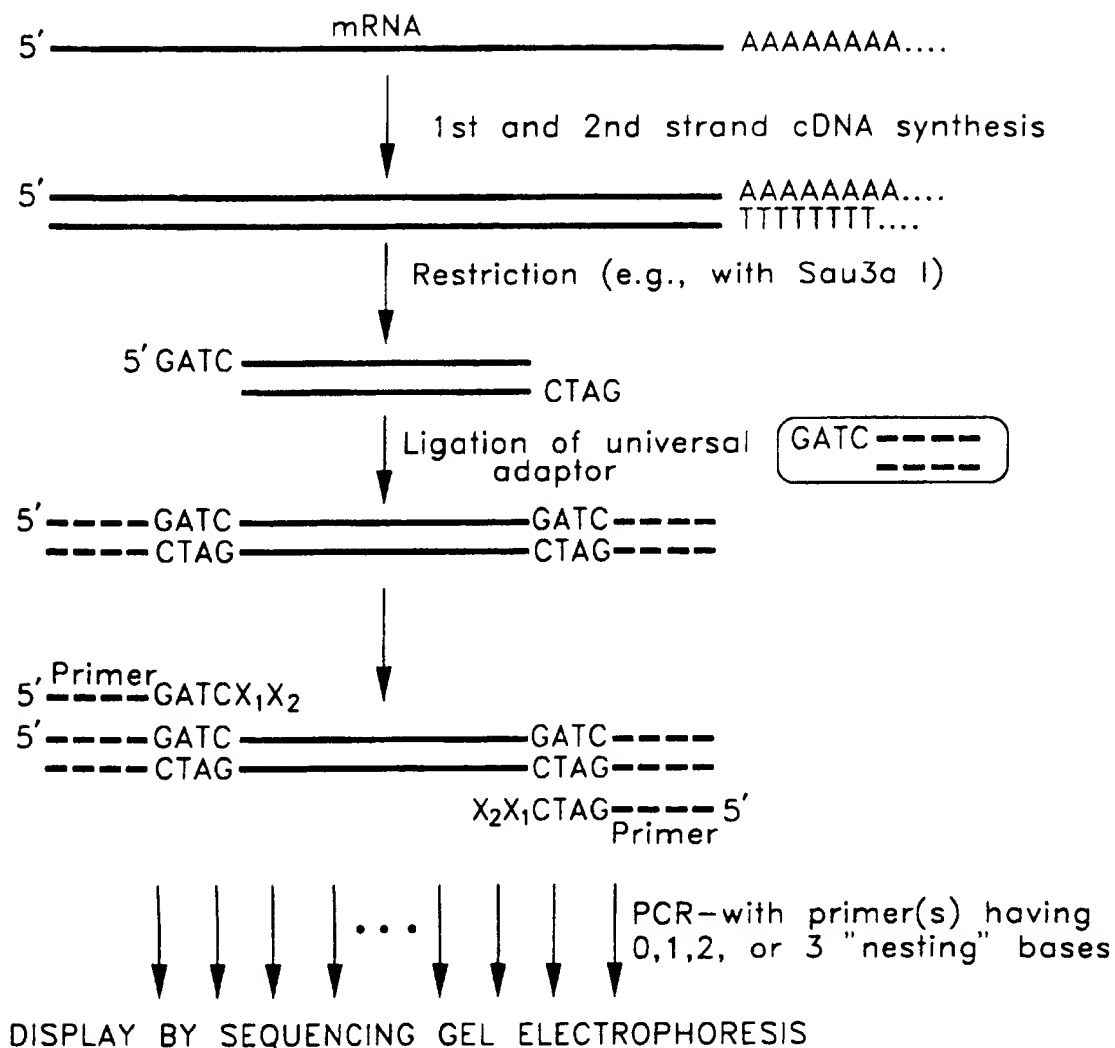 mRNA
5′ AAAAAAAA....
1st and 2nd strand cDNA synthesis
5′ AAAAAAAA....
TTTTTTTT....
Restriction (e.g., with Sau3a I)
5′ GATC
CTAG
Ligation of universal
adaptor
GATC
5′ GATC GATC
CTAG CTAG
Primer
5′ GATCX₁X₂
5′ GATC GATC
CTAG CTAG
X₂X₁CTAG 5′
Primer
PCR-with primer(s) having
0,1,2, or 3 "nesting" bases
DISPLAY BY SEQUENCING GEL ELECTROPHORESIS